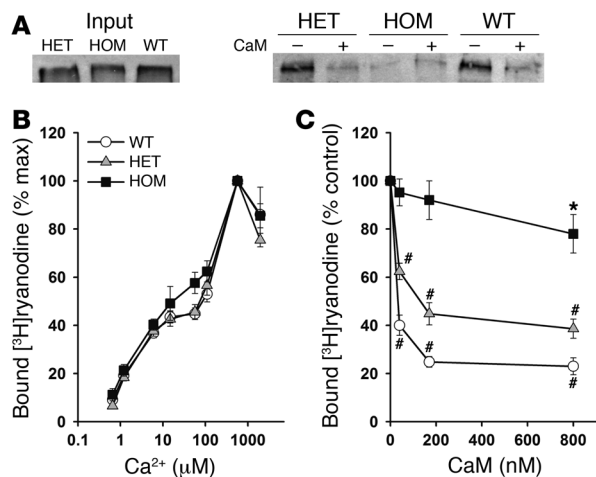 A
Input
HET HOM WT
HET HOM WT
CaM – + – + – +
B
WT
HET
HOM
Bound [³H]ryanodine (% max)
120
100
80
60
40
20
0
0.1 1 10 100 1000
Ca²⁺ (μM)
C
Bound [³H]ryanodine (% control)
120
100
80
60
40
20
0
*
#
#
#
#
#
#
0 200 400 600 800
CaM (nM)